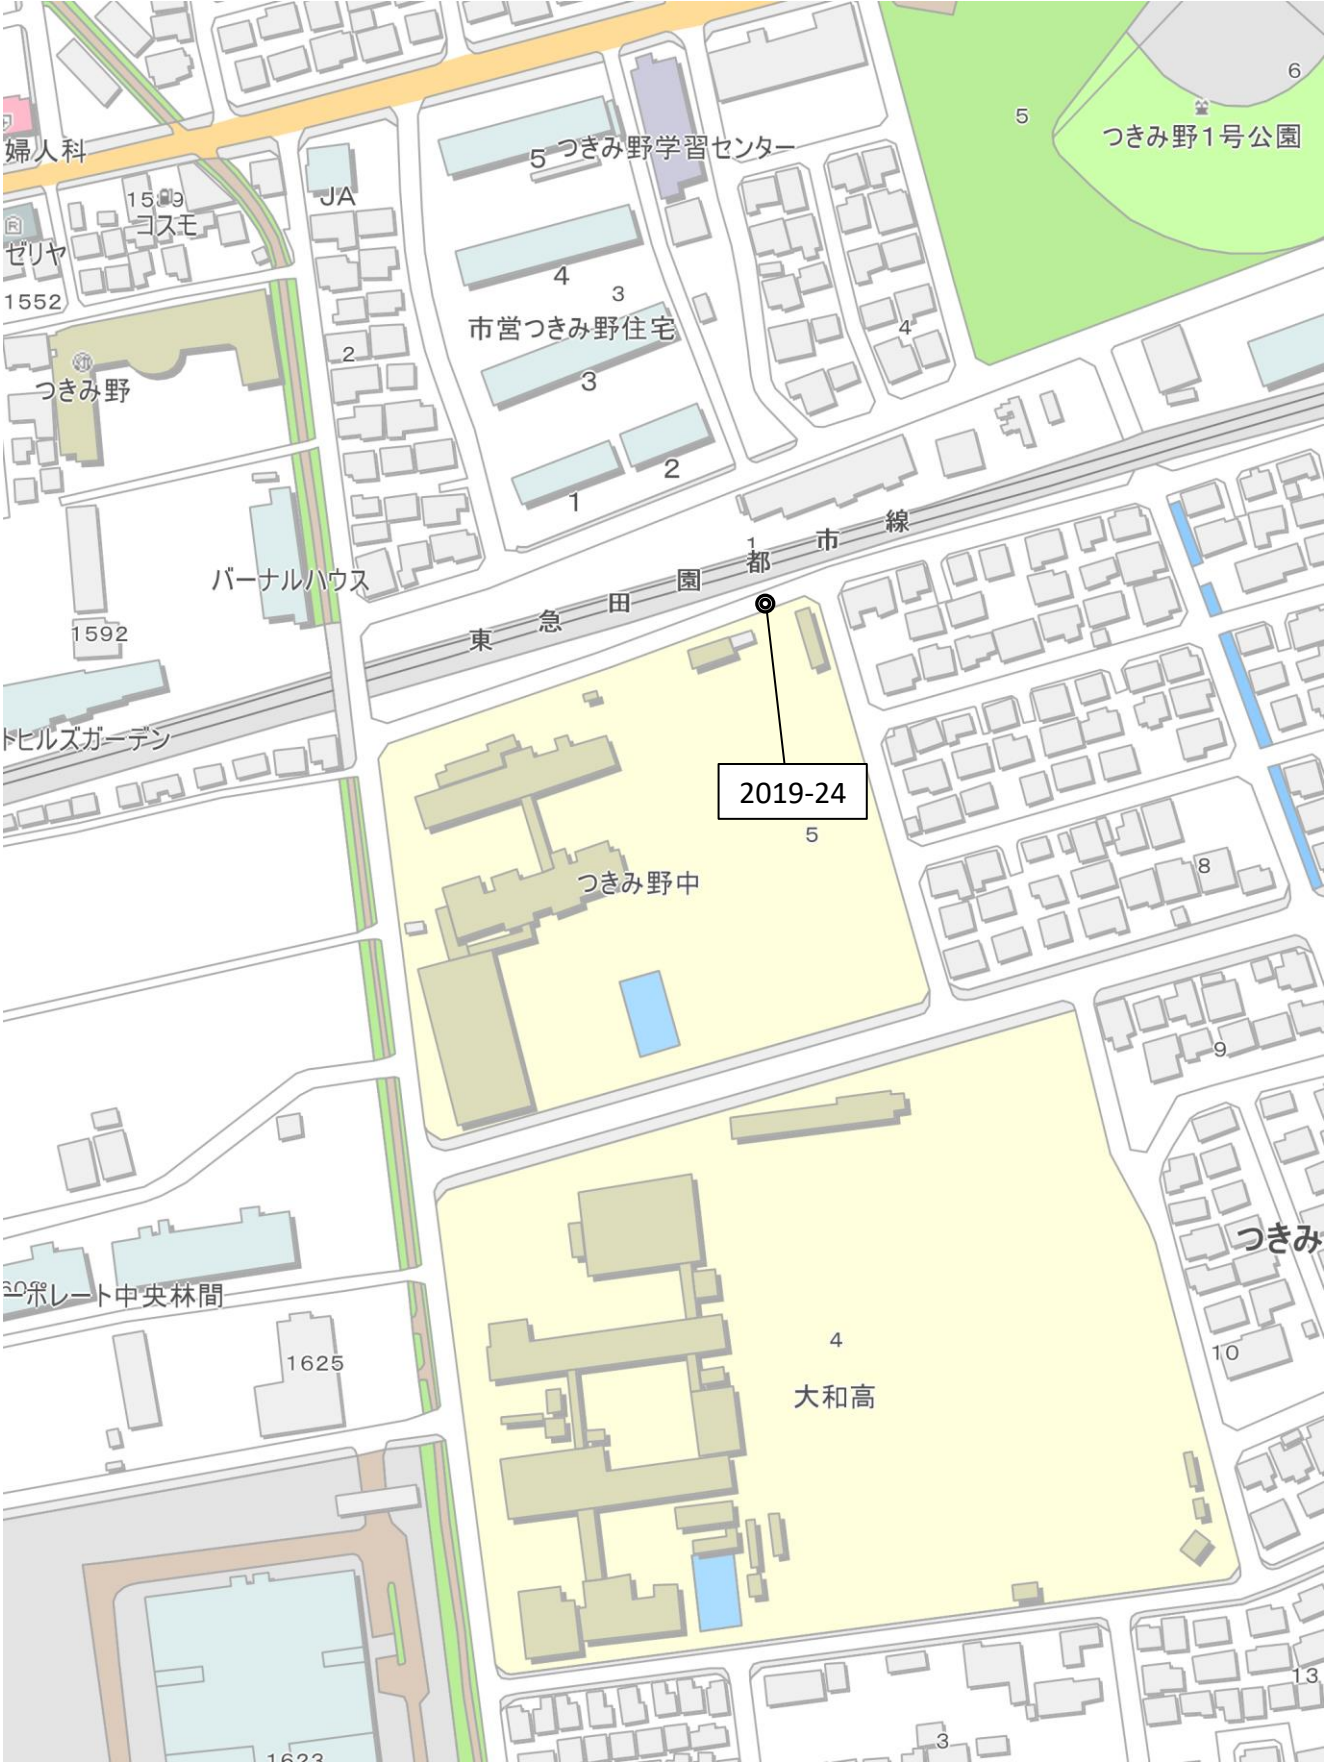 6
5
つきみ野1号公園
婦人科
5
つきみ野学習センター
JA
コスモ
ゼリヤ
4
1552
3
市営つきみ野住宅
4
2
3
つきみ野
2
1
線
市
1
都
園
バーナルハウス
田
急
1592
東
トヒルズガーデン
2019-24
5
8
つきみ野中
9
つきみ
ーポレート中央林間
4
1625
10
大和高
13
3
1623